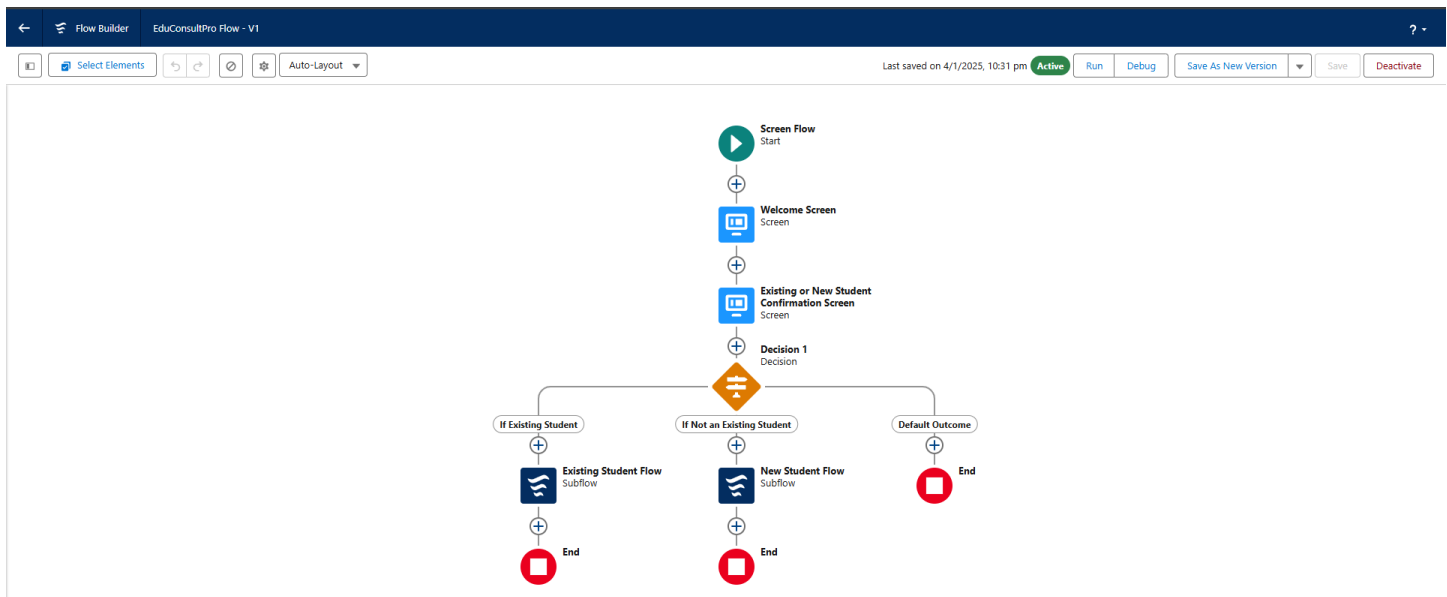 Flow Builder
EduConsultPro Flow - V1
?
Select Elements
Auto-Layout
Last saved on 4/1/2025, 10:31 pm
Active
Run
Debug
Save As New Version
Save
Deactivate
Screen Flow
Start
Welcome Screen
Screen
Existing or New Student
Confirmation Screen
Screen
Decision 1
Decision
If Existing Student
If Not an Existing Student
Default Outcome
Existing Student Flow
Subflow
New Student Flow
Subflow
End
End
End